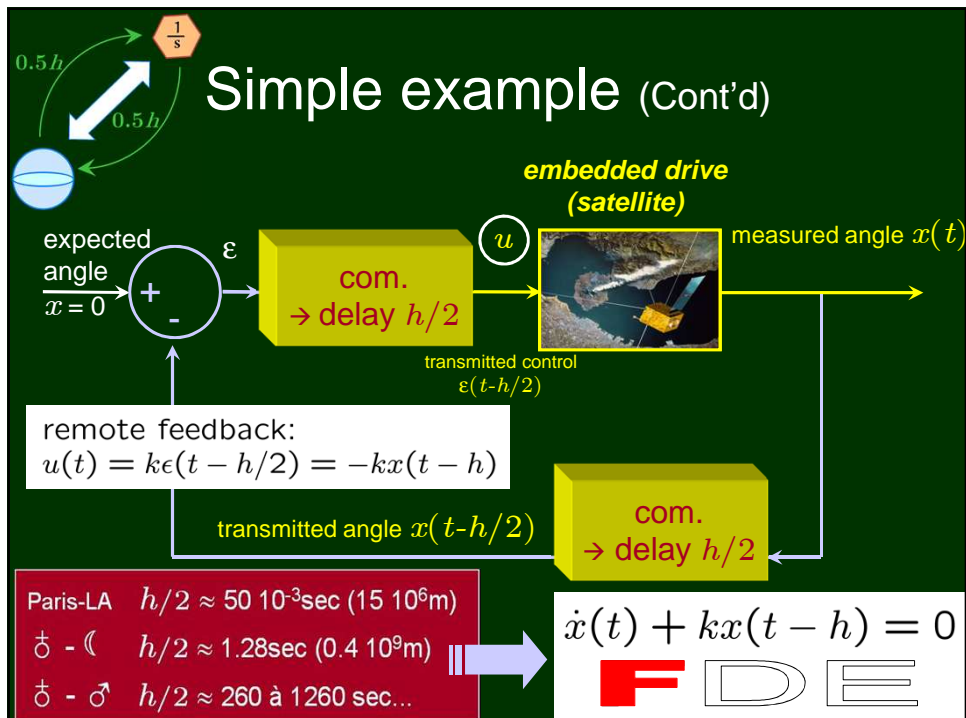 1/s
0.5h
0.5h
Simple example (Cont'd)
embedded drive
(satellite)
expected
angle
x = 0
+
-
ε
com.
→ delay h/2
u
measured angle x(t)
transmitted control
ε(t-h/2)
remote feedback:
u(t) = kϵ(t − h/2) = −kx(t − h)
transmitted angle x(t-h/2)
com.
→ delay h/2
Paris-LA h/2 ≈ 50 10⁻³sec (15 10⁶m)
♁ - ☾ h/2 ≈ 1.28sec (0.4 10⁹m)
♁ - ♂ h/2 ≈ 260 à 1260 sec...
ẋ(t) + kx(t − h) = 0
FDE